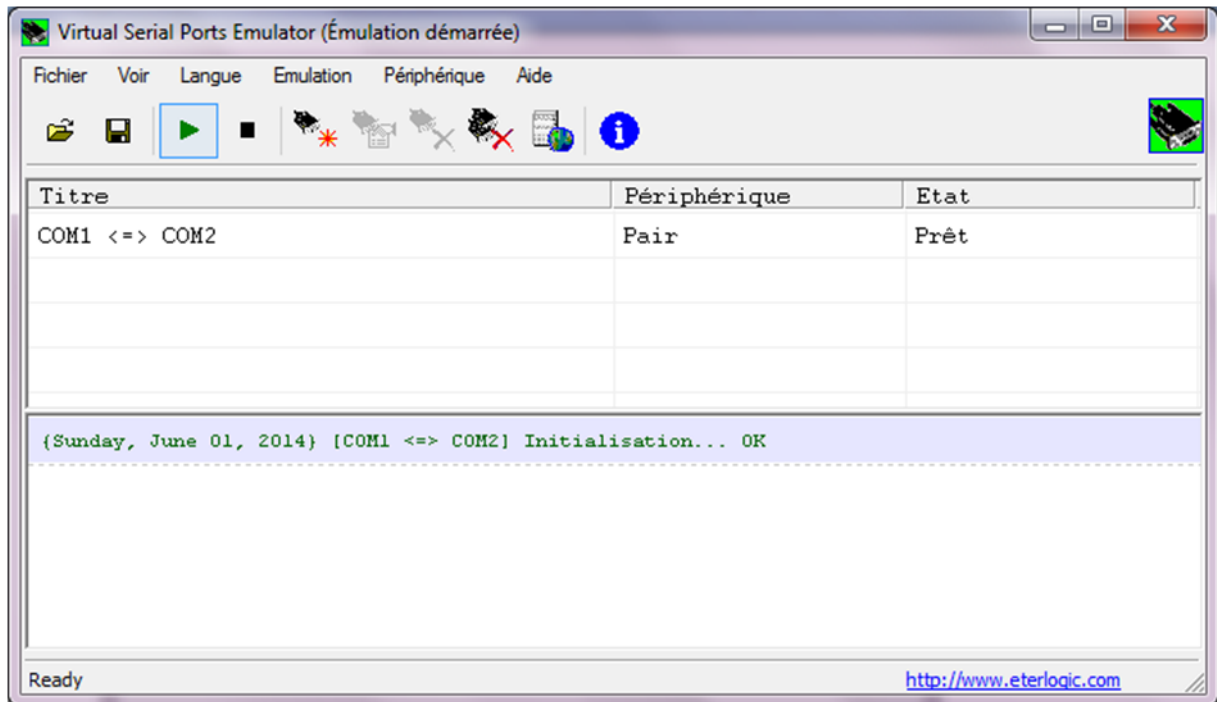 Virtual Serial Ports Emulator (Émulation démarrée)
Fichier Voir Langue Emulation Périphérique Aide
Titre Périphérique Etat
COM1 <=> COM2 Pair Prêt
{Sunday, June 01, 2014} [COM1 <=> COM2] Initialisation... OK
Ready http://www.eterlogic.com